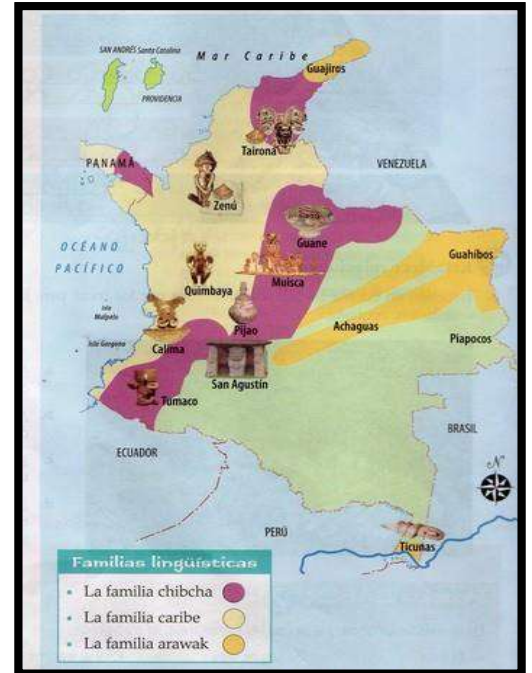 SAN ANDRÉS Santa Catalina
Mar Caribe
Guajiros
PROVIDENCIA
Tairona
PANAMÁ
VENEZUELA
Zenú
Guane
OCÉANO
PACÍFICO
Guahíbos
Muisca
Quimbaya
Isla
Malpelo
Pijao
Achaguas
Isla Gorgona
Calima
Piapocos
San Agustín
Tumaco
BRASIL
ECUADOR
N
PERÚ
Ticunas
Familias lingüísticas
• La familia chibcha
• La familia caribe
• La familia arawak